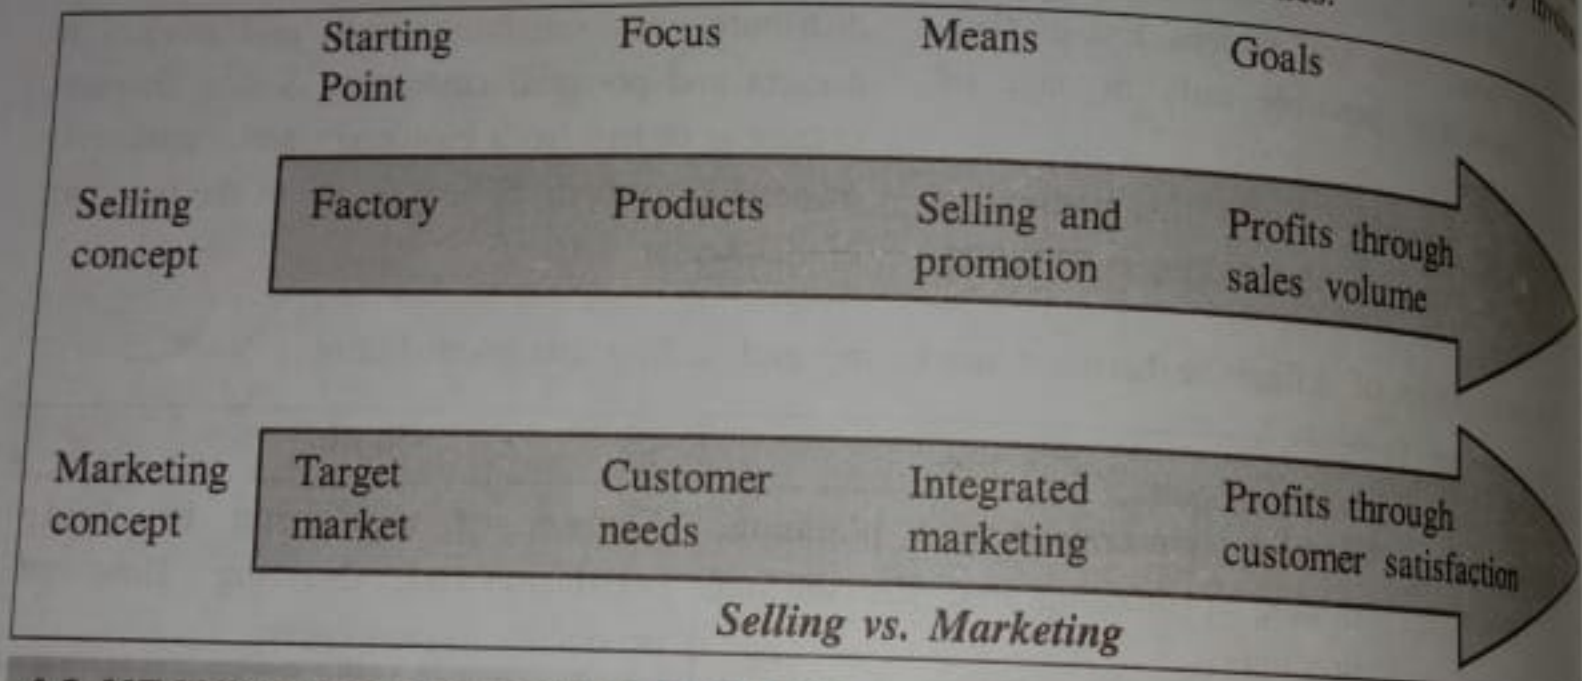 Starting Focus Means Goals
Point
Selling Factory Products Selling and Profits through
concept promotion sales volume
Marketing Target Customer Integrated Profits through
concept market needs marketing customer satisfaction
Selling vs. Marketing